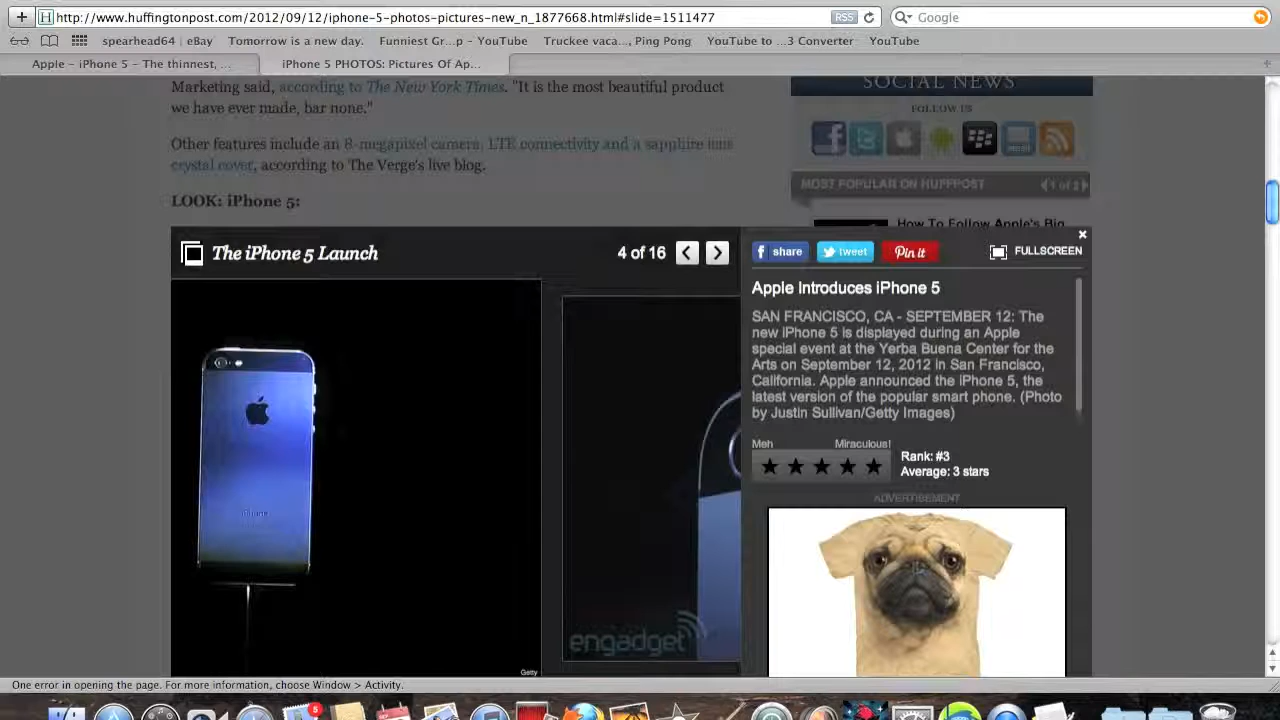 http://www.huffingtonpost.com/2012/09/12/iphone-5-photos-pictures-new_n_1877668.html#slide=1511477
RSS
Google
spearhead64 | eBay
Tomorrow is a new day.
Funniest Gr...p - YouTube
Truckee vaca..., Ping Pong
YouTube to ...3 Converter
YouTube
Apple – iPhone 5 – The thinnest, ...
iPhone 5 PHOTOS: Pictures Of Ap...
Marketing said, according to The New York Times. "It is the most beautiful product
we have ever made, bar none."
Other features include an 8-megapixel camera, LTE connectivity and a sapphire lens
crystal cover, according to The Verge's live blog.
LOOK: iPhone 5:
SOCIAL NEWS
FOLLOW US
MOST POPULAR ON HUFFPOST
1 of 2
How To Follow Apple's Big
The iPhone 5 Launch
4 of 16
share
tweet
Pin it
FULLSCREEN
Apple Introduces iPhone 5
SAN FRANCISCO, CA - SEPTEMBER 12: The
new iPhone 5 is displayed during an Apple
special event at the Yerba Buena Center for the
Arts on September 12, 2012 in San Francisco,
California. Apple announced the iPhone 5, the
latest version of the popular smart phone. (Photo
by Justin Sullivan/Getty Images)
Meh
Miraculous!
Rank: #3
Average: 3 stars
ADVERTISEMENT
iPhone
engadget
Getty
One error in opening the page. For more information, choose Window > Activity.
5